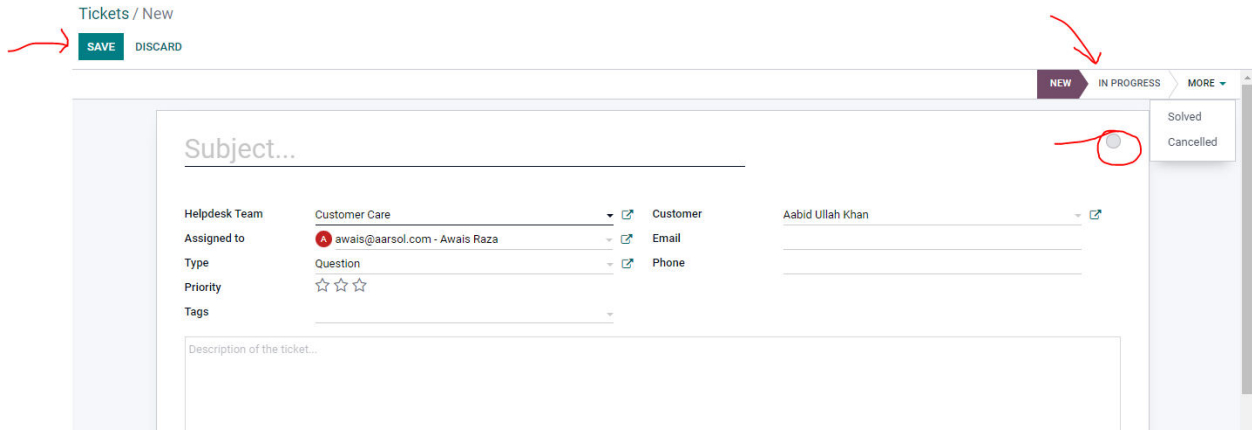 Tickets / New
SAVE DISCARD
NEW IN PROGRESS MORE
Solved
Cancelled
Subject...
Helpdesk Team Customer Care Customer Aabid Ullah Khan
Assigned to A awais@aarsol.com - Awais Raza Email
Type Question Phone
Priority
Tags
Description of the ticket...